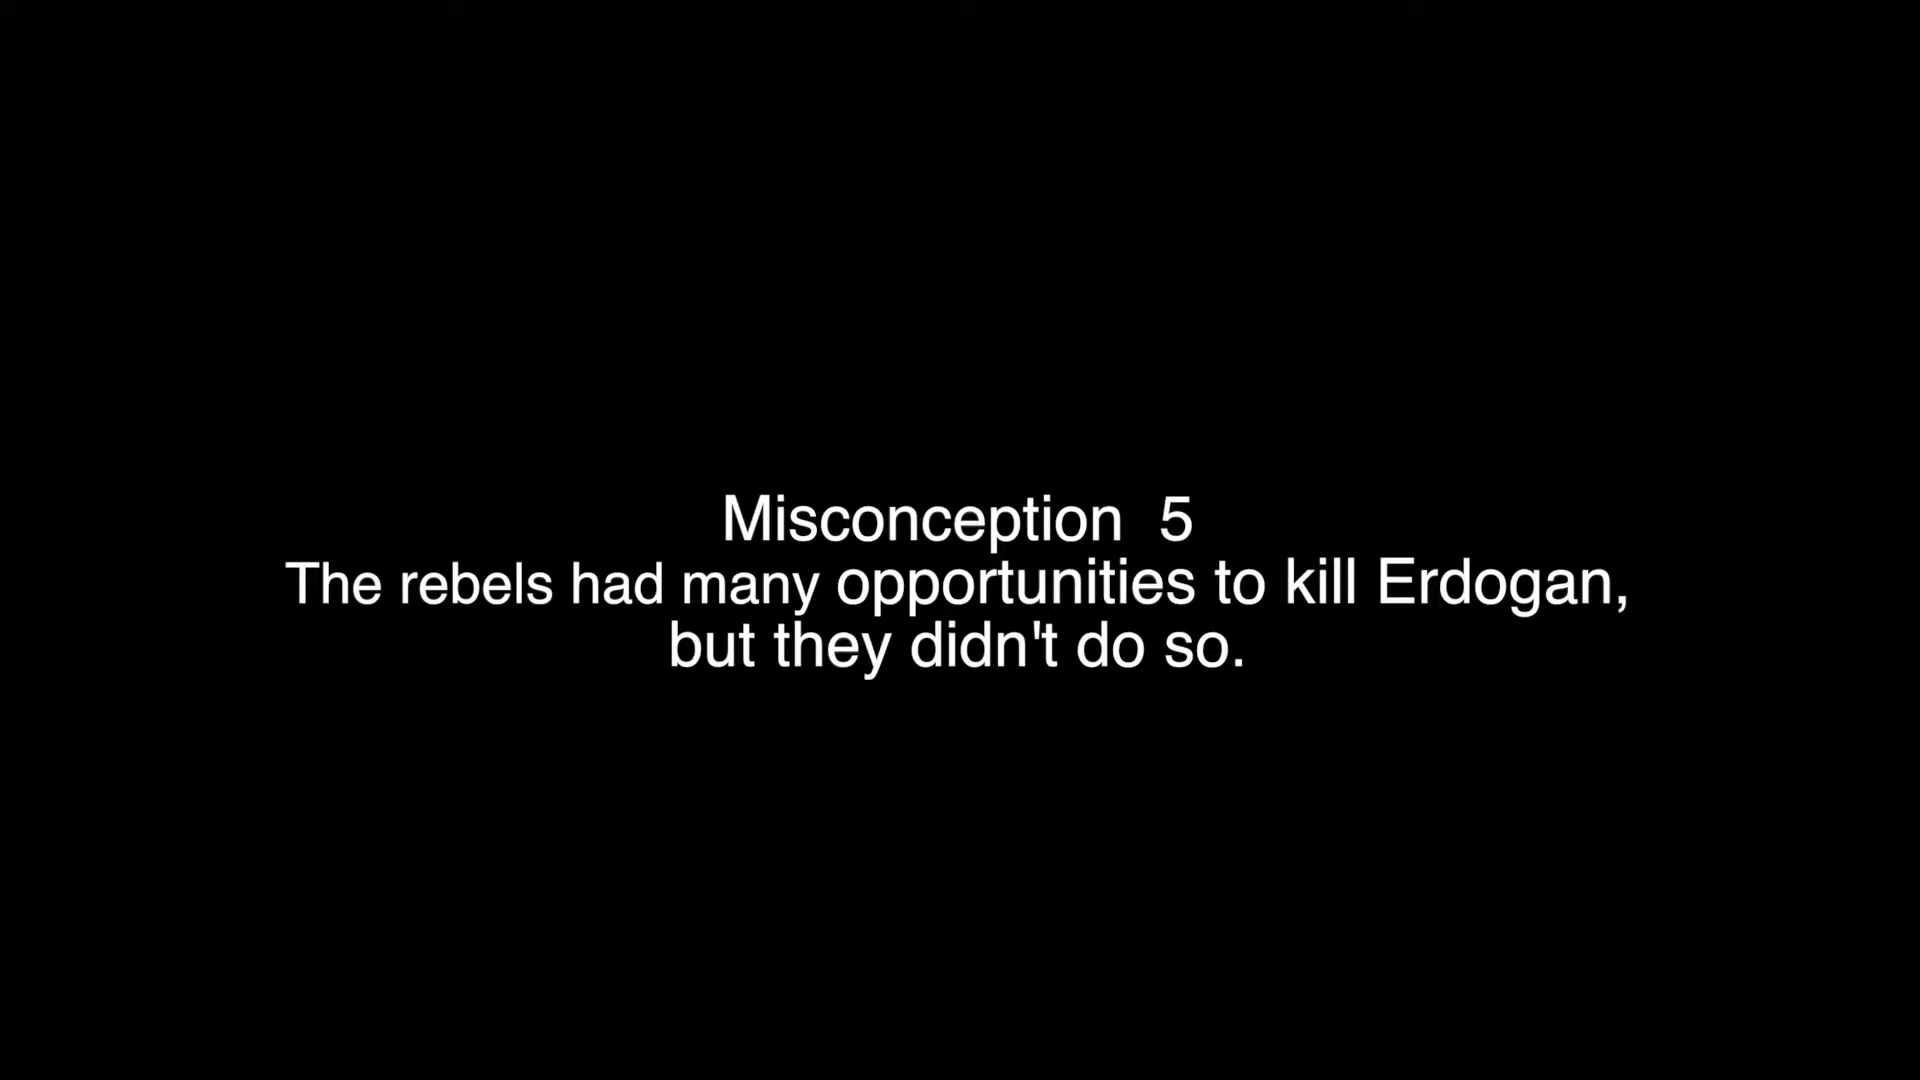 Misconception  5
The rebels had many opportunities to kill Erdogan,
but they didn't do so.